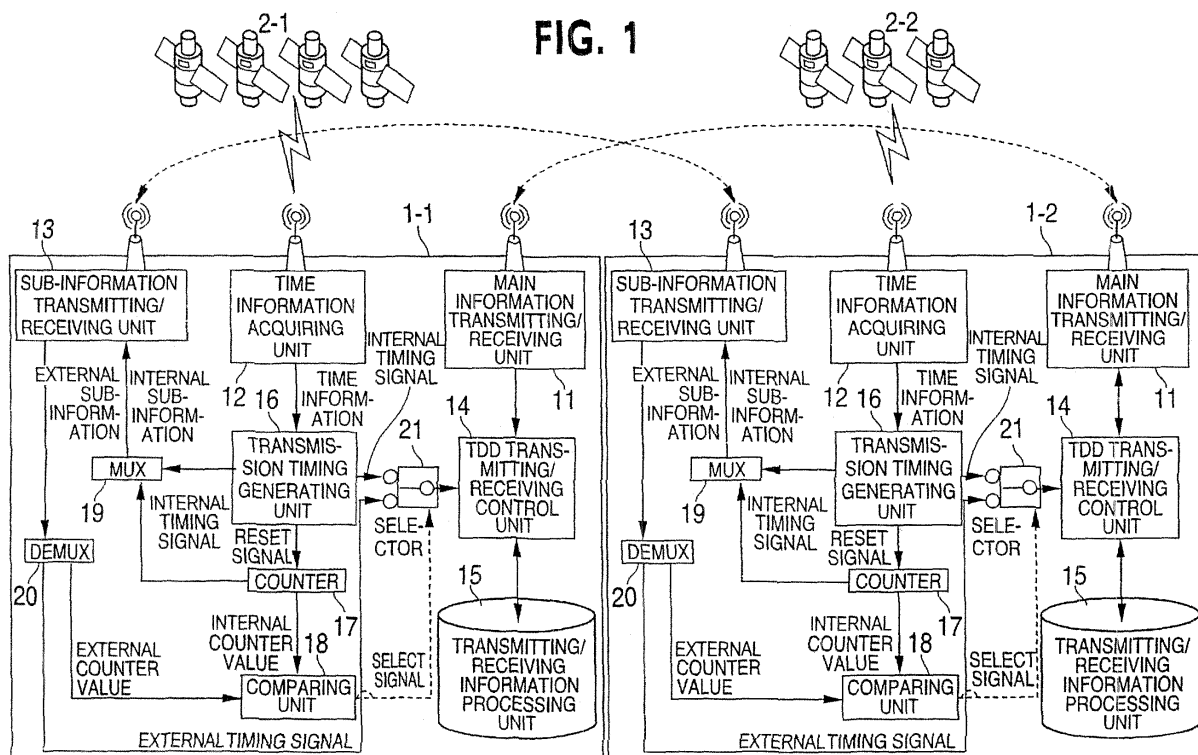 FIG. 1
2-1
2-2
1-1
13
SUB-INFORMATION
TRANSMITTING/
RECEIVING UNIT
TIME
INFORMATION
ACQUIRING
UNIT
MAIN
INFORMATION
TRANSMITTING/
RECEIVING
UNIT
EXTERNAL
SUB-
INFORM-
ATION
INTERNAL
SUB-
INFORM-
ATION
12
TIME
INFORM-
ATION
INTERNAL
TIMING
SIGNAL
11
16
TRANSMIS-
SION TIMING
GENERATING
UNIT
21
SELE-
CTOR
14
TDD TRANS-
MITTING/
RECEIVING
CONTROL
UNIT
MUX
19
INTERNAL
TIMING
SIGNAL
RESET
SIGNAL
DEMUX
20
COUNTER
17
INTERNAL
COUNTER
VALUE
EXTERNAL
COUNTER
VALUE
18
COMPARING
UNIT
SELECT
SIGNAL
15
TRANSMITTING/
RECEIVING
INFORMATION
PROCESSING
UNIT
EXTERNAL TIMING SIGNAL
1-2
13
SUB-INFORMATION
TRANSMITTING/
RECEIVING UNIT
TIME
INFORMATION
ACQUIRING
UNIT
MAIN
INFORMATION
TRANSMITTING/
RECEIVING
UNIT
EXTERNAL
SUB-
INFORM-
ATION
INTERNAL
SUB-
INFORM-
ATION
12
TIME
INFORM-
ATION
INTERNAL
TIMING
SIGNAL
11
16
TRANSMIS-
SION TIMING
GENERATING
UNIT
21
SELE-
CTOR
14
TDD TRANS-
MITTING/
RECEIVING
CONTROL
UNIT
MUX
19
INTERNAL
TIMING
SIGNAL
RESET
SIGNAL
DEMUX
20
COUNTER
17
INTERNAL
COUNTER
VALUE
EXTERNAL
COUNTER
VALUE
18
COMPARING
UNIT
SELECT
SIGNAL
15
TRANSMITTING/
RECEIVING
INFORMATION
PROCESSING
UNIT
EXTERNAL TIMING SIGNAL